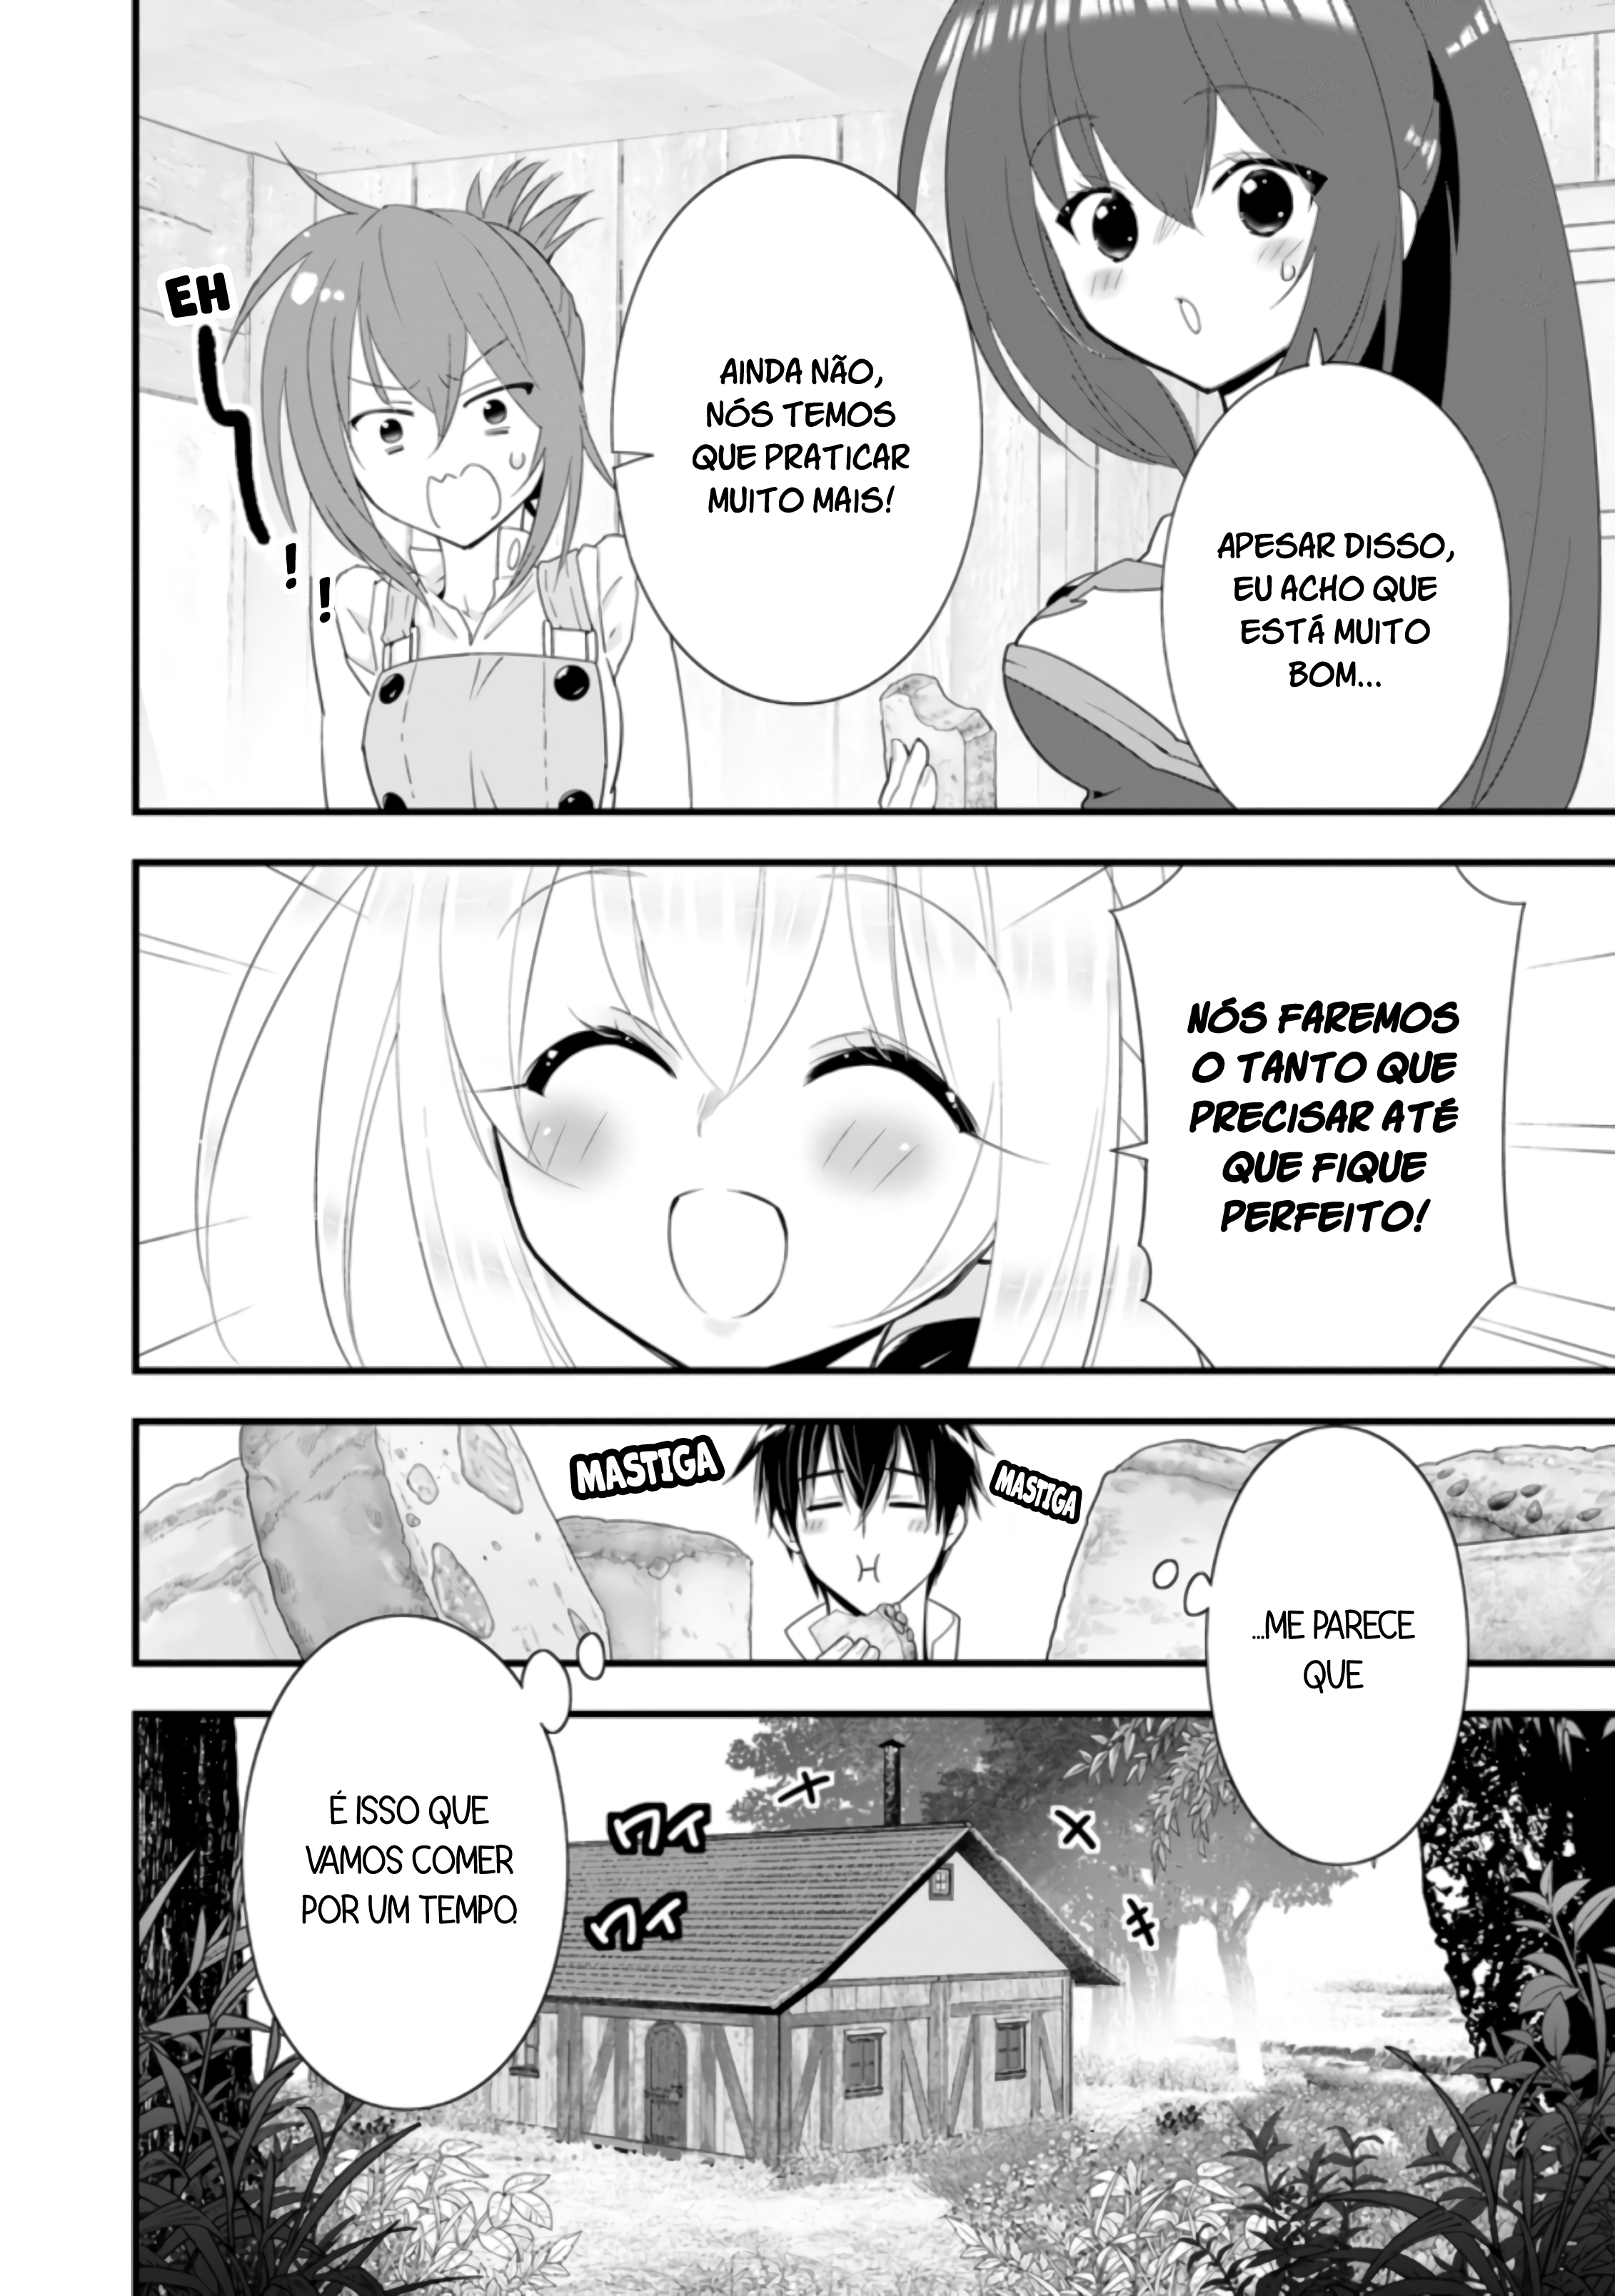 APESAR DISSO,
EU ACHO QUE
ESTÁ MUITO
BOM...
AINDA NÃO,
NÓS TEMOS
QUE PRATICAR
MUITO MAIS!
EH
!
!
NÓS FAREMOS
O TANTO QUE
PRECISAR ATÉ
QUE FIQUE
PERFEITO!
...ME PARECE
QUE
MASTIGA
MASTIGA
É ISSO QUE
VAMOS COMER
POR UM TEMPO.
ワイ
ワイ
キャ